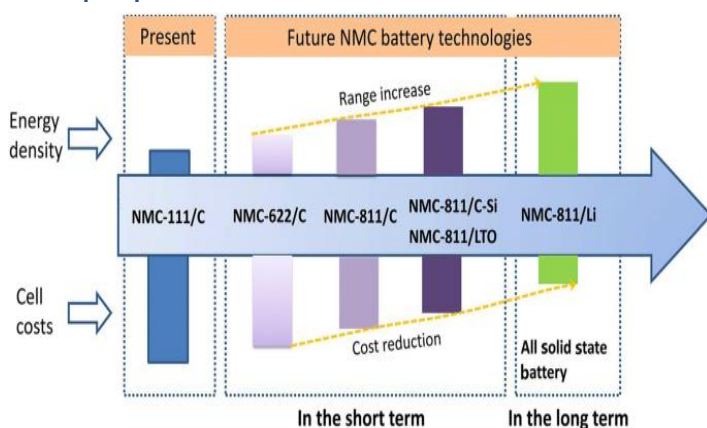 Present
Future NMC battery technologies
Range increase
Energy
density
NMC-111/C
NMC-622/C
NMC-811/C
NMC-811/C-Si
NMC-811/LTO
NMC-811/Li
Cell
costs
Cost reduction
All solid state
battery
In the short term
In the long term